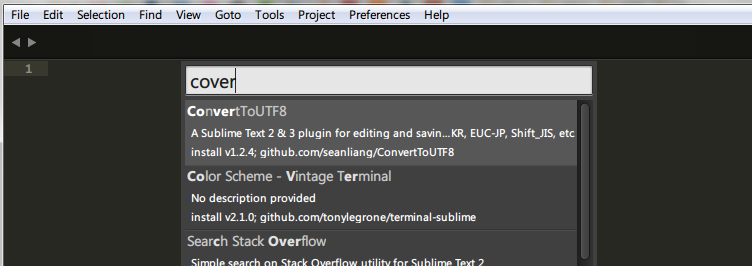 File Edit Selection Find View Goto Tools Project Preferences Help
1
cover
ConvertToUTF8
A Sublime Text 2 & 3 plugin for editing and savin...KR, EUC-JP, Shift_JIS, etc
install v1.2.4; github.com/seanliang/ConvertToUTF8
Color Scheme - Vintage Terminal
No description provided
install v2.1.0; github.com/tonylegrone/terminal-sublime
Search Stack Overflow
Simple search on Stack Overflow utility for Sublime Text 2